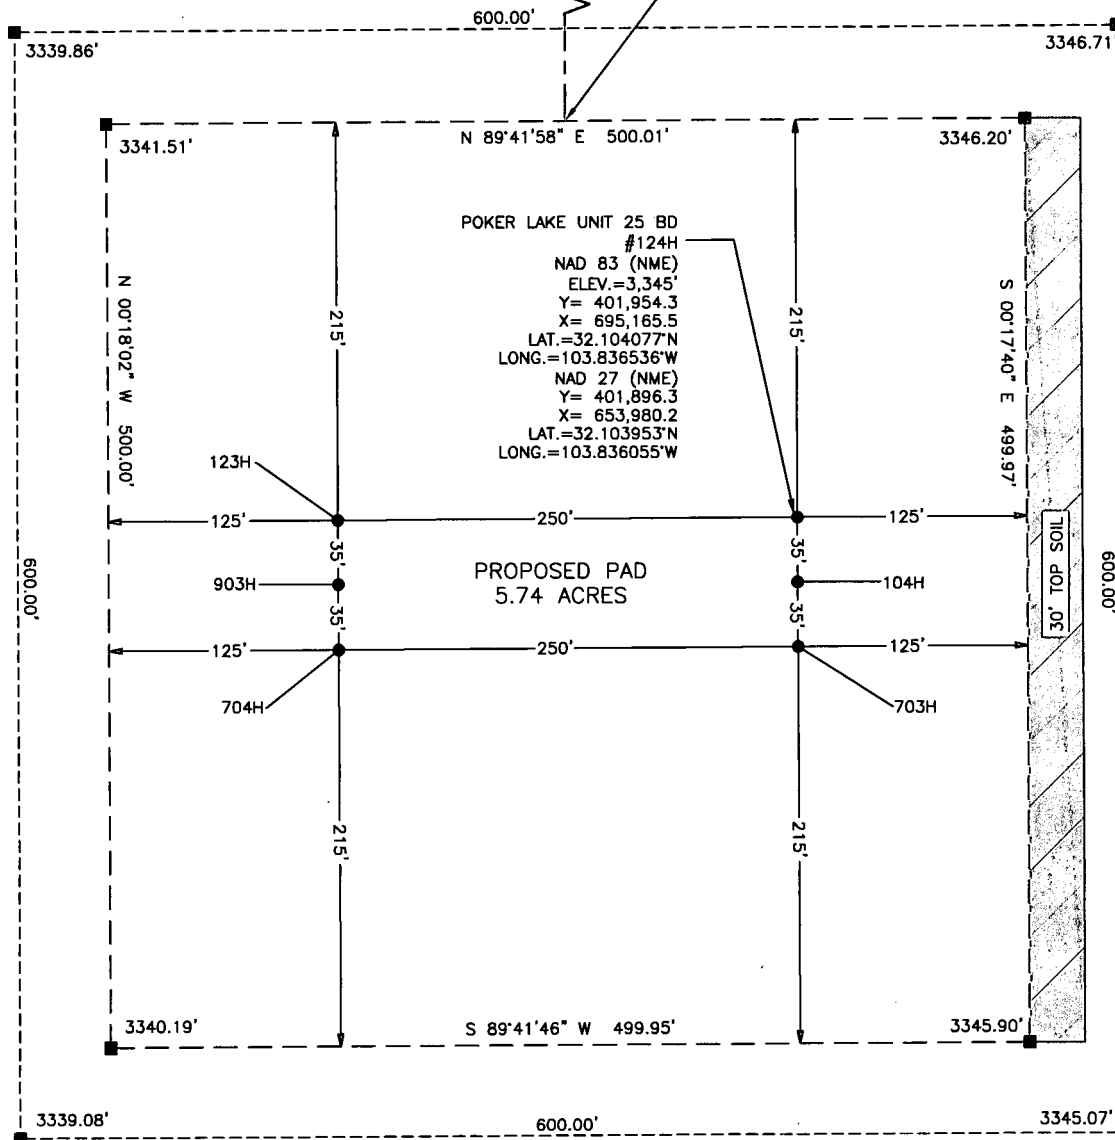 600.00'
3339.86'
3346.71'
N 89°41'58" E 500.01'
3341.51'
3346.20'
POKER LAKE UNIT 25 BD
#124H
NAD 83 (NME)
ELEV.=3,345'
Y= 401,954.3
X= 695,165.5
LAT.=32.104077°N
LONG.=103.836536°W
NAD 27 (NME)
Y= 401,896.3
X= 653,980.2
LAT.=32.103953°N
LONG.=103.836055°W
N 00°18'02" W 500.00'
215'
215'
S 00°17'40" E 499.97'
123H
125'
250'
125'
35'
35'
903H
PROPOSED PAD
5.74 ACRES
104H
30' TOP SOIL
600.00'
600.00'
35'
35'
125'
250'
125'
704H
703H
215'
215'
3340.19'
S 89°41'46" W 499.95'
3345.90'
3339.08'
600.00'
3345.07'